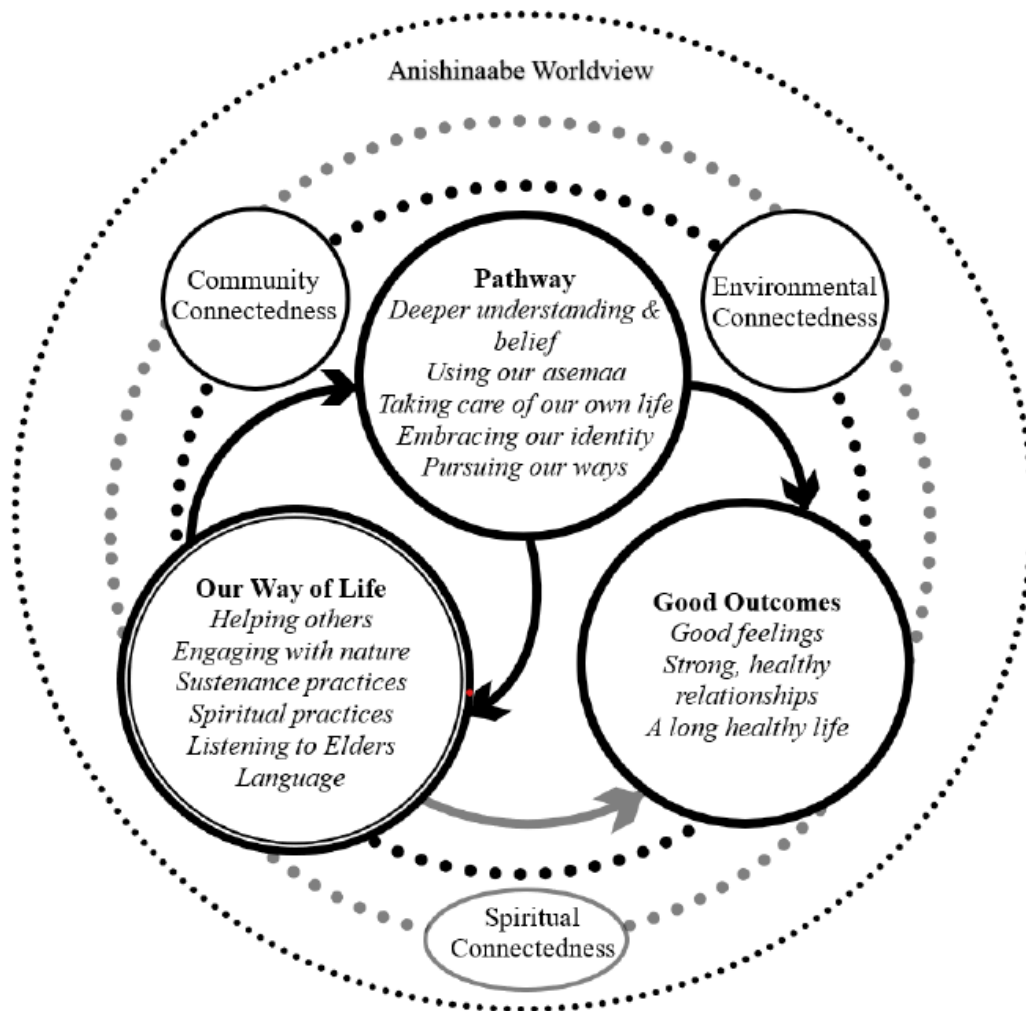 Anishinaabe Worldview
Community
Connectedness
Pathway
Deeper understanding &
belief
Using our asemaa
Taking care of our own life
Embracing our identity
Pursuing our ways
Environmental
Connectedness
Our Way of Life
Helping others
Engaging with nature
Sustenance practices
Spiritual practices
Listening to Elders
Language
Good Outcomes
Good feelings
Strong, healthy
relationships
A long healthy life
Spiritual
Connectedness